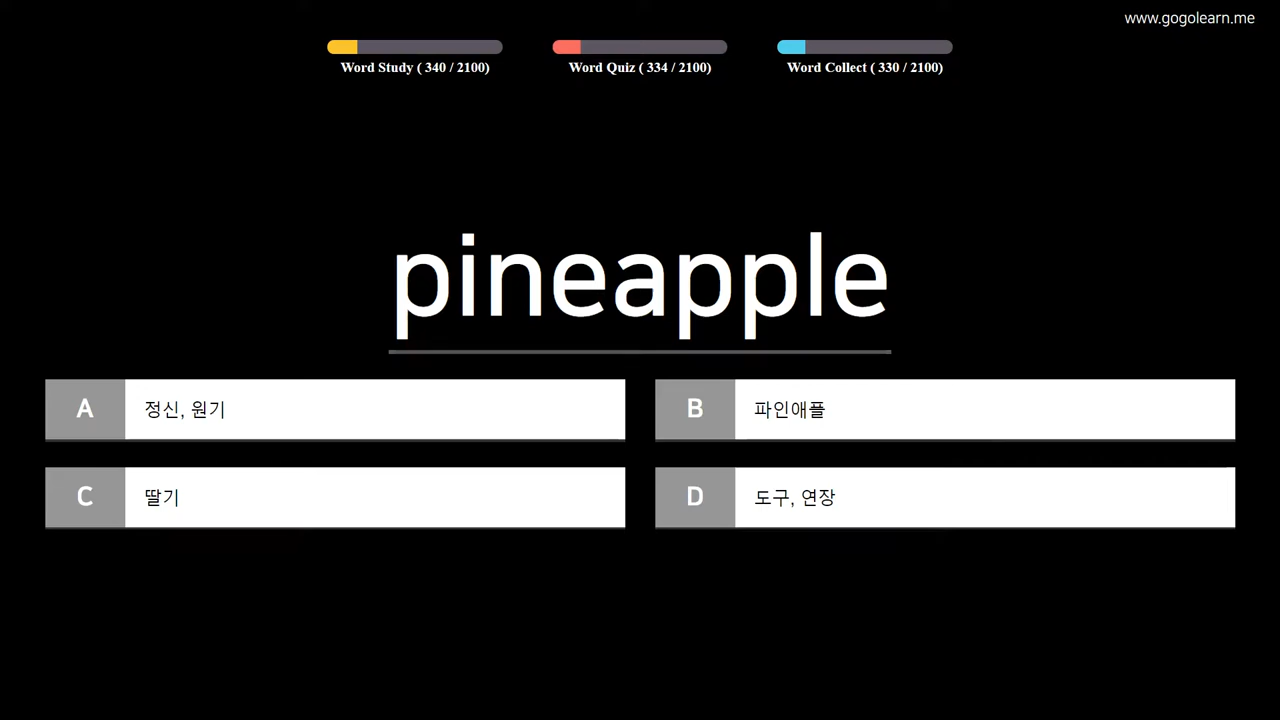 www.gogolearn.me
Word Study ( 340 / 2100)
Word Quiz ( 334 / 2100)
Word Collect ( 330 / 2100)
pineapple
A 정신, 원기
B 파인애플
C 딸기
D 도구, 연장